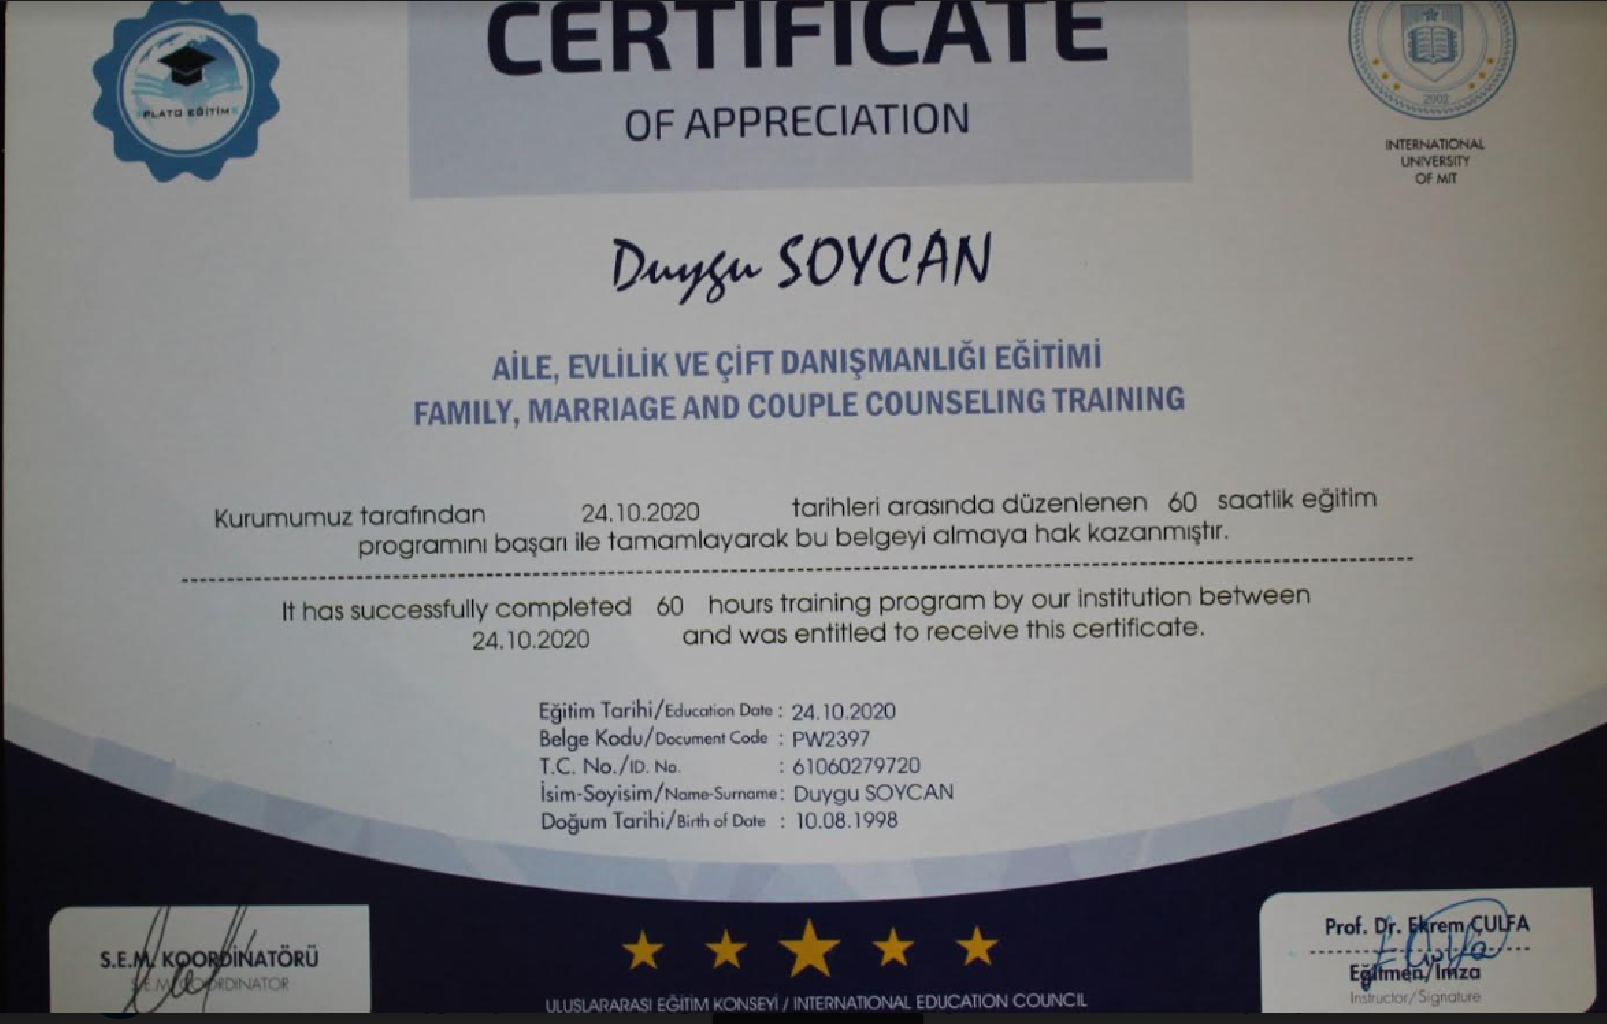 CERTIFICATE
OF APPRECIATION
PLATO EĞİTİM
2002
INTERNATIONAL
UNIVERSITY
OF MIT
Duygu SOYCAN
AİLE, EVLİLİK VE ÇİFT DANIŞMANLIĞI EĞİTİMİ
FAMILY, MARRIAGE AND COUPLE COUNSELING TRAINING
Kurumumuz tarafından 24.10.2020 tarihleri arasında düzenlenen 60 saatlik eğitim
programını başarı ile tamamlayarak bu belgeyi almaya hak kazanmıştır.
It has successfully completed 60 hours training program by our institution between
24.10.2020 and was entitled to receive this certificate.
Eğitim Tarihi/Education Date : 24.10.2020
Belge Kodu/Document Code : PW2397
T.C. No./ID. No. : 61060279720
İsim-Soyisim/Name-Surname : Duygu SOYCAN
Doğum Tarihi/Birth of Date : 10.08.1998
S.E.M. KOORDİNATÖRÜ
S.E.M. COORDINATOR
ULUSLARARASI EĞİTİM KONSEYİ / INTERNATIONAL EDUCATION COUNCIL
Prof. Dr. Ekrem ÇULFA
Eğitmen/İmza
Instructor/Signature